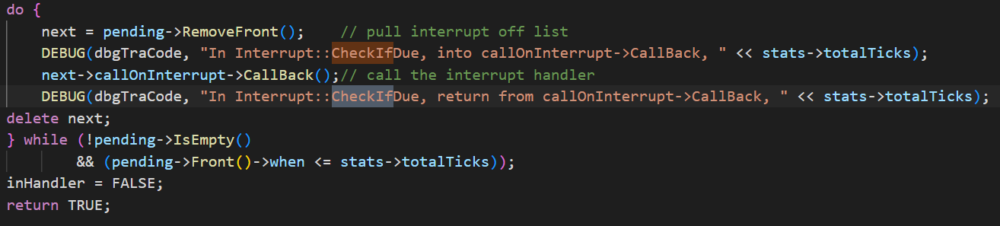 do {
    next = pending->RemoveFront();    // pull interrupt off list
    DEBUG(dbgTraCode, "In Interrupt::CheckIfDue, into callOnInterrupt->CallBack, " << stats->totalTicks);
    next->callOnInterrupt->CallBack();// call the interrupt handler
    DEBUG(dbgTraCode, "In Interrupt::CheckIfDue, return from callOnInterrupt->CallBack, " << stats->totalTicks);
delete next;
} while (!pending->IsEmpty()
        && (pending->Front()->when <= stats->totalTicks));
inHandler = FALSE;
return TRUE;